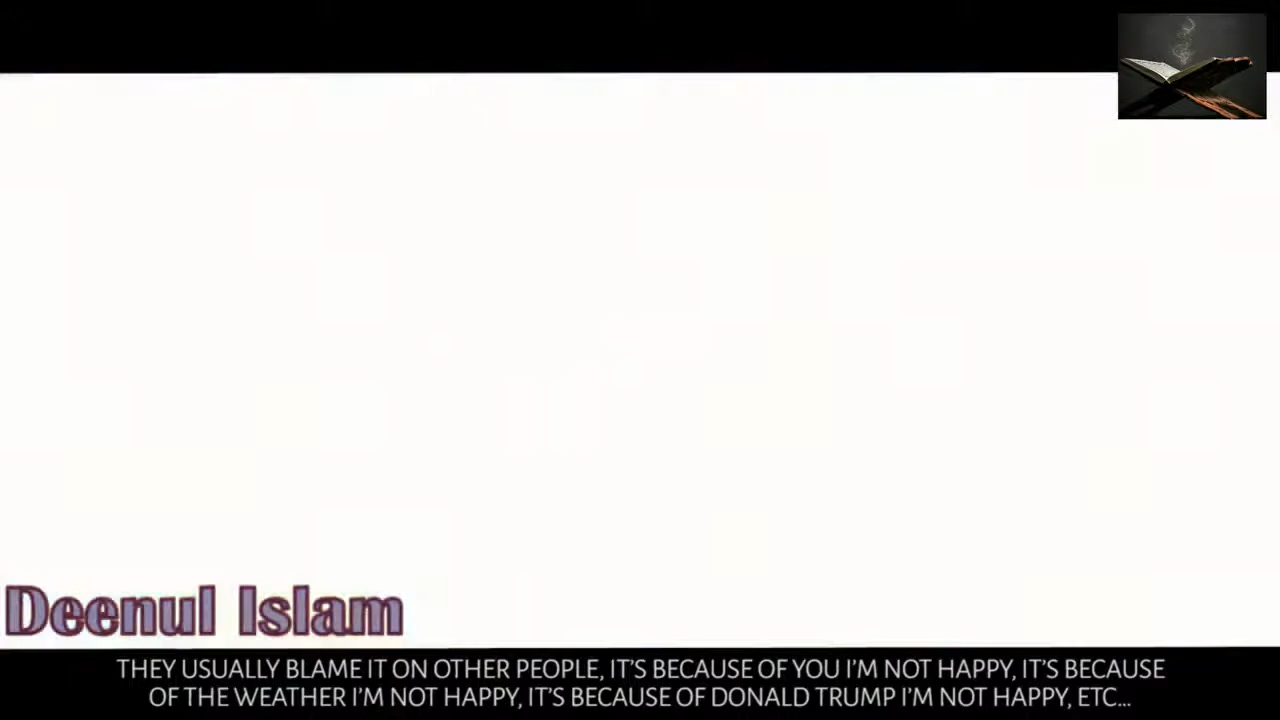 Deenul Islam
THEY USUALLY BLAME IT ON OTHER PEOPLE, IT'S BECAUSE OF YOU I'M NOT HAPPY, IT'S BECAUSE
OF THE WEATHER I'M NOT HAPPY, IT'S BECAUSE OF DONALD TRUMP I'M NOT HAPPY, ETC...